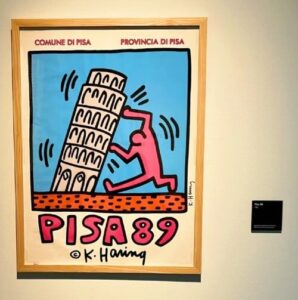 COMUNE DI PISA PROVINCIA DI PISA
K. Haring
PISA 89
© K. Haring